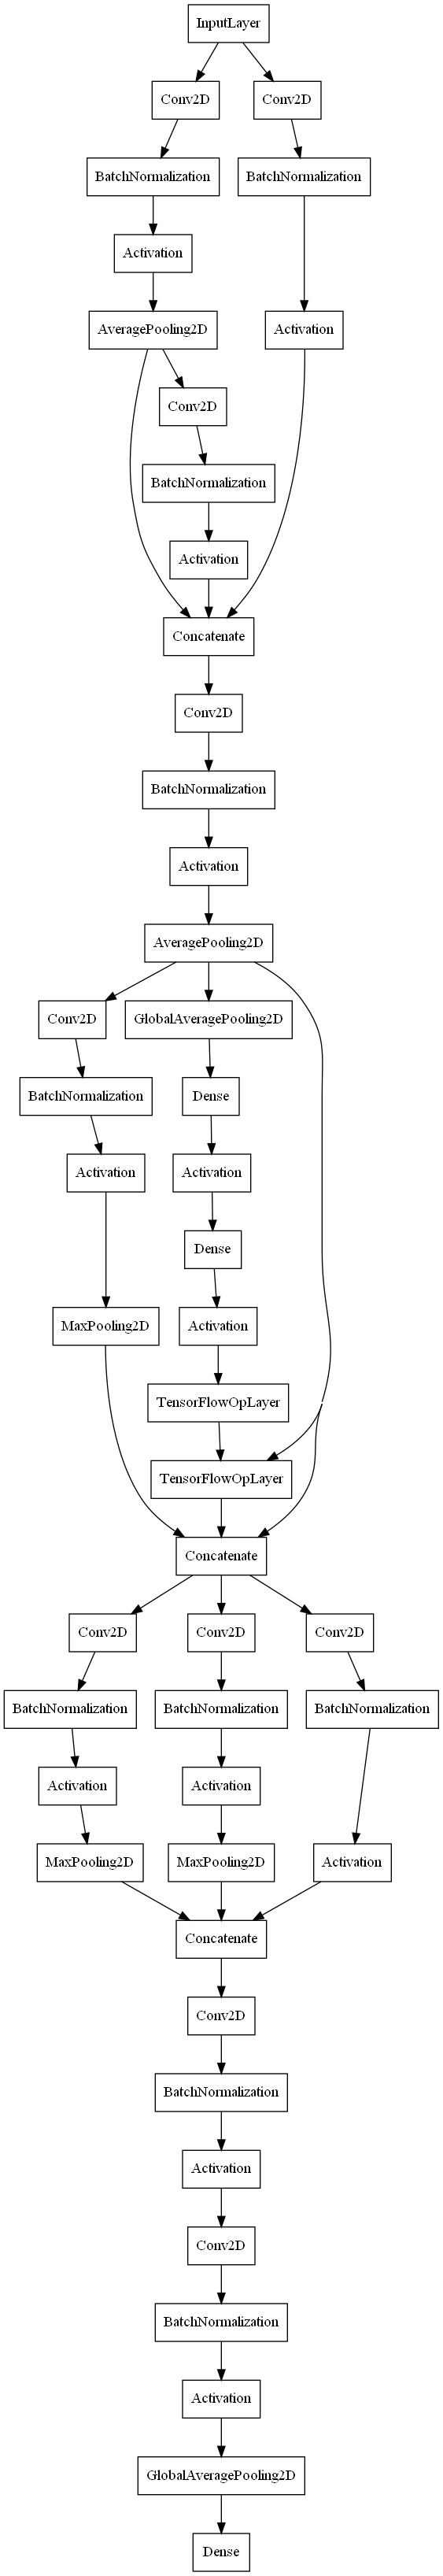 InputLayer
Conv2D
Conv2D
BatchNormalization
BatchNormalization
Activation
AveragePooling2D
Activation
Conv2D
BatchNormalization
Activation
Concatenate
Conv2D
BatchNormalization
Activation
AveragePooling2D
Conv2D
GlobalAveragePooling2D
BatchNormalization
Dense
Activation
Activation
Dense
MaxPooling2D
Activation
TensorFlowOpLayer
TensorFlowOpLayer
Concatenate
Conv2D
Conv2D
Conv2D
BatchNormalization
BatchNormalization
BatchNormalization
Activation
Activation
MaxPooling2D
MaxPooling2D
Activation
Concatenate
Conv2D
BatchNormalization
Activation
Conv2D
BatchNormalization
Activation
GlobalAveragePooling2D
Dense